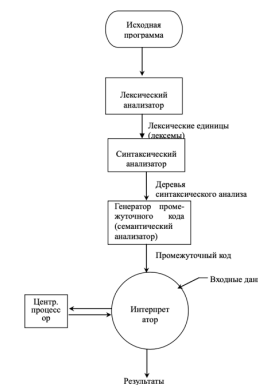 Исходная
программа
Лексический
анализатор
Лексические единицы
(лексемы)
Синтаксический
анализатор
Деревья
синтаксического анализа
Генератор проме-
жуточного кода
(семантический
анализатор)
Промежуточный код
Входные дан
Центр.
процесс
ор
Интерпрет
атор
Результаты